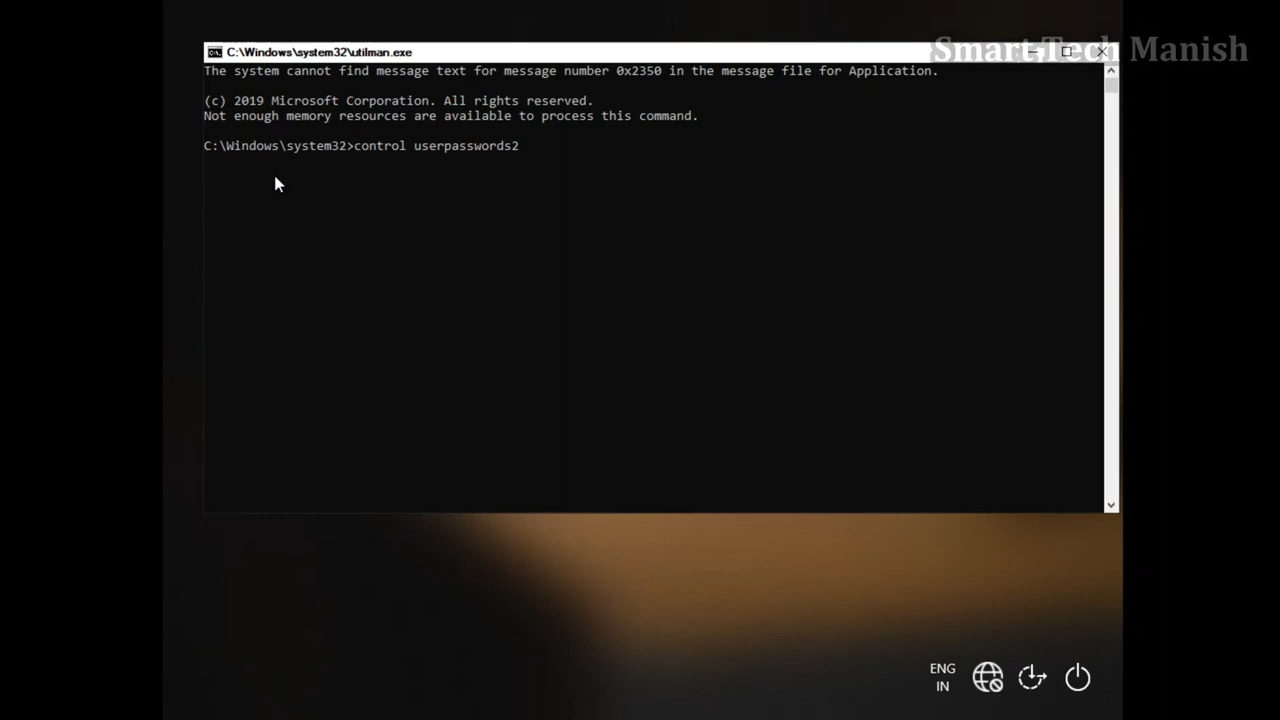 Smart Tech Manish
C:\Windows\system32\utilman.exe
The system cannot find message text for message number 0x2350 in the message file for Application.
(c) 2019 Microsoft Corporation. All rights reserved.
Not enough memory resources are available to process this command.
C:\Windows\system32>control userpasswords2
ENG
IN